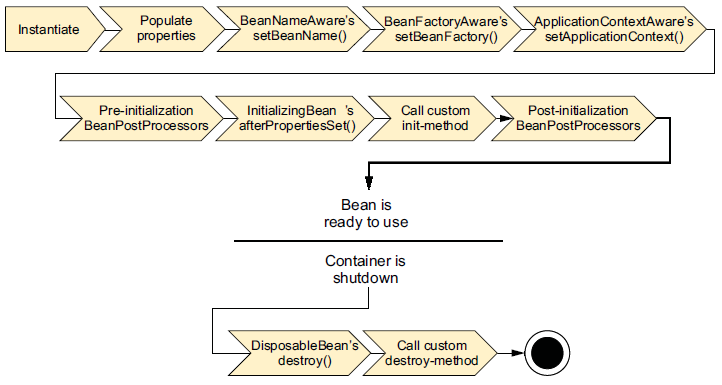 Instantiate
Populate
properties
BeanNameAware's
setBeanName()
BeanFactoryAware's
setBeanFactory()
ApplicationContextAware's
setApplicationContext()
Pre-initialization
BeanPostProcessors
InitializingBean 's
afterPropertiesSet()
Call custom
init-method
Post-initialization
BeanPostProcessors
Bean is
ready to use
Container is
shutdown
DisposableBean's
destroy()
Call custom
destroy-method